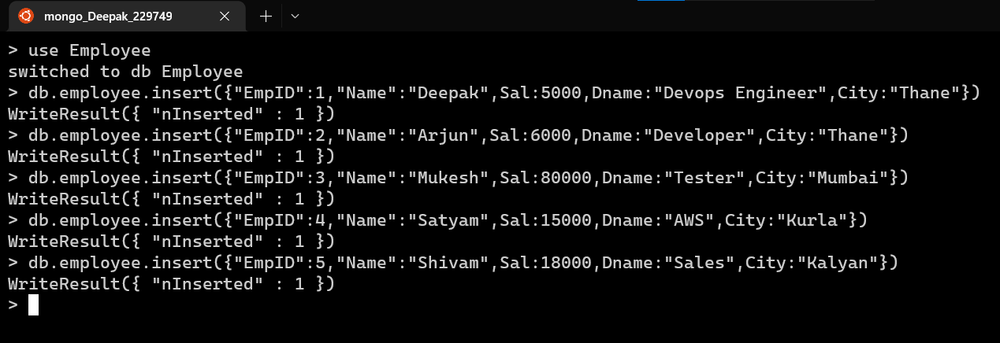 mongo_Deepak_229749
> use Employee
switched to db Employee
> db.employee.insert({"EmpID":1,"Name":"Deepak",Sal:5000,Dname:"Devops Engineer",City:"Thane"})
WriteResult({ "nInserted" : 1 })
> db.employee.insert({"EmpID":2,"Name":"Arjun",Sal:6000,Dname:"Developer",City:"Thane"})
WriteResult({ "nInserted" : 1 })
> db.employee.insert({"EmpID":3,"Name":"Mukesh",Sal:80000,Dname:"Tester",City:"Mumbai"})
WriteResult({ "nInserted" : 1 })
> db.employee.insert({"EmpID":4,"Name":"Satyam",Sal:15000,Dname:"AWS",City:"Kurla"})
WriteResult({ "nInserted" : 1 })
> db.employee.insert({"EmpID":5,"Name":"Shivam",Sal:18000,Dname:"Sales",City:"Kalyan"})
WriteResult({ "nInserted" : 1 })
>